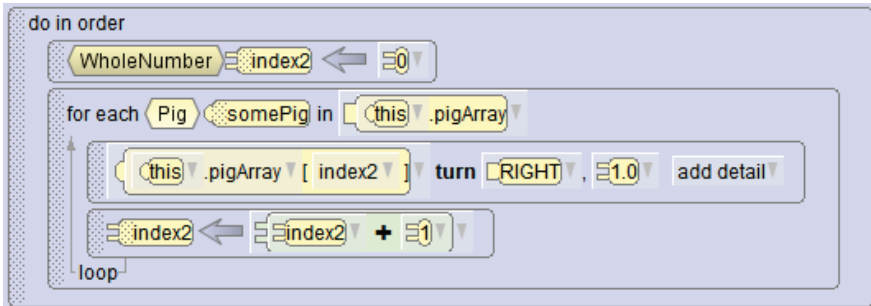 do in order
WholeNumber index2 0
for each Pig somePig in this .pigArray
this .pigArray [ index2 ] turn RIGHT , 1.0 add detail
index2 index2 + 1
loop